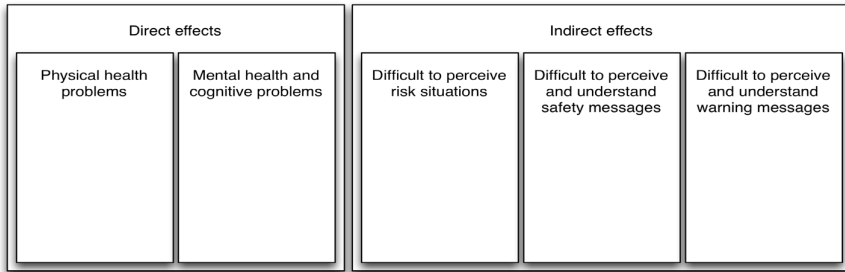 Direct effects
Physical health
problems
Mental health and
cognitive problems
Indirect effects
Difficult to perceive
risk situations
Difficult to perceive
and understand
safety messages
Difficult to perceive
and understand
warning messages